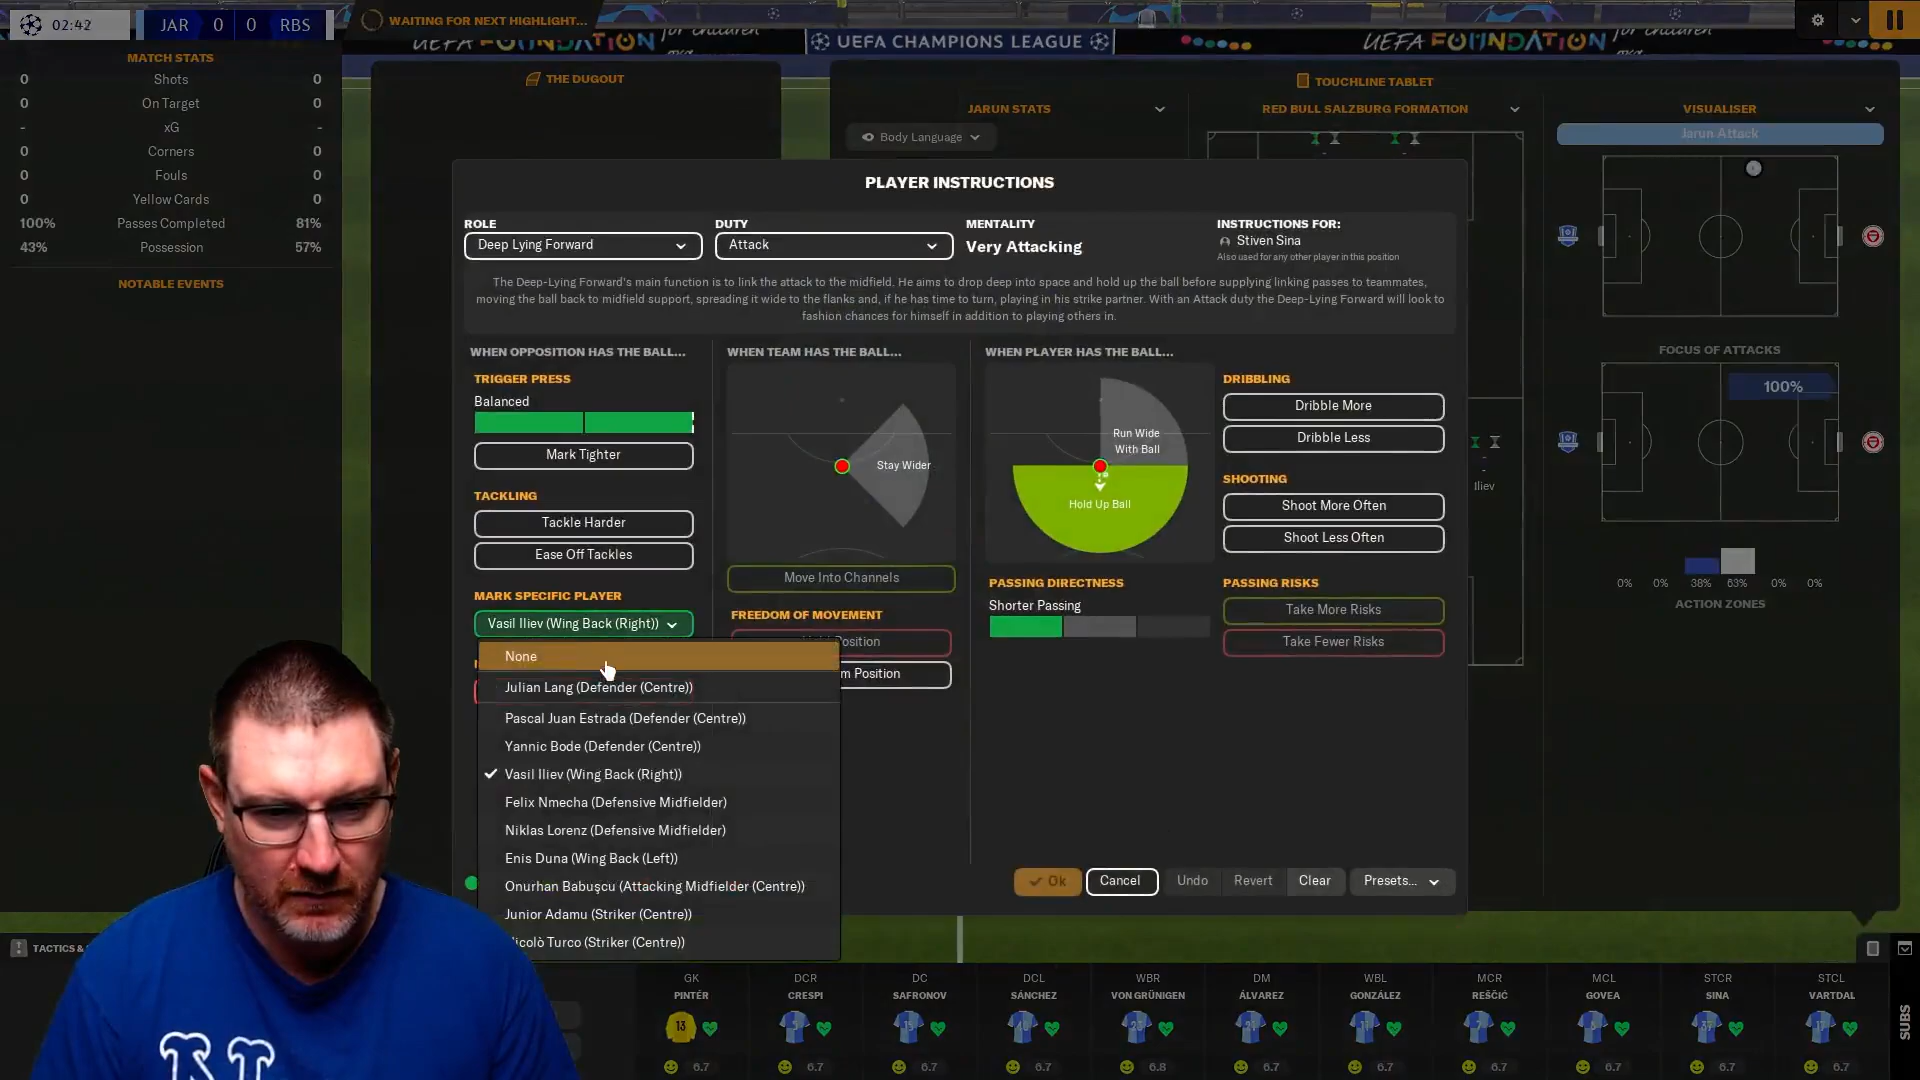 02:42
JAR 0 0 RBS
WAITING FOR NEXT HIGHLIGHT...
UEFA FOUNDATION for children
UEFA CHAMPIONS LEAGUE
UEFA FOUNDATION for children
MATCH STATS
0 Shots 0
0 On Target 0
- xG -
0 Corners 0
0 Fouls 0
0 Yellow Cards 0
100% Passes Completed 81%
43% Possession 57%
NOTABLE EVENTS
THE DUGOUT
TOUCHLINE TABLET
JARUN STATS
RED BULL SALZBURG FORMATION
VISUALISER
Body Language
Jarun Attack
FOCUS OF ATTACKS
100%
0% 0% 38% 63% 0% 0%
ACTION ZONES
Iliev
PLAYER INSTRUCTIONS
ROLE
Deep Lying Forward
DUTY
Attack
MENTALITY
Very Attacking
INSTRUCTIONS FOR:
Stiven Sina
Also used for any other player in this position
The Deep-Lying Forward's main function is to link the attack to the midfield. He aims to drop deep into space and hold up the ball before supplying linking passes to teammates,
moving the ball back to midfield support, spreading it wide to the flanks and, if he has time to turn, playing in his strike partner. With an Attack duty the Deep-Lying Forward will look to
fashion chances for himself in addition to playing others in.
WHEN OPPOSITION HAS THE BALL...
TRIGGER PRESS
Balanced
Mark Tighter
TACKLING
Tackle Harder
Ease Off Tackles
MARK SPECIFIC PLAYER
Vasil Iliev (Wing Back (Right))
None
Julian Lang (Defender (Centre))
Pascal Juan Estrada (Defender (Centre))
Yannic Bode (Defender (Centre))
Vasil Iliev (Wing Back (Right))
Felix Nmecha (Defensive Midfielder)
Niklas Lorenz (Defensive Midfielder)
Enis Duna (Wing Back (Left))
Onurhan Babuşcu (Attacking Midfielder (Centre))
Junior Adamu (Striker (Centre))
Turco (Striker (Centre))
WHEN TEAM HAS THE BALL...
Stay Wider
Move Into Channels
FREEDOM OF MOVEMENT
Position
Position
WHEN PLAYER HAS THE BALL...
Run Wide
With Ball
Hold Up Ball
PASSING DIRECTNESS
Shorter Passing
DRIBBLING
Dribble More
Dribble Less
SHOOTING
Shoot More Often
Shoot Less Often
PASSING RISKS
Take More Risks
Take Fewer Risks
Ok Cancel Undo Revert Clear Presets...
TACTICS &
GK DCR DC DCL WBR DM WBL MCR MCL STCR STCL
PINTÉR CRESPI SAFRONOV SÁNCHEZ VON GRÜNIGEN ÁLVAREZ GONZÁLEZ REŠČIĆ GOVEA SINA VARTDAL
13
6.7 6.7 6.7 6.7 6.8 6.7 6.7 6.7 6.7 6.7 6.7
SUBS